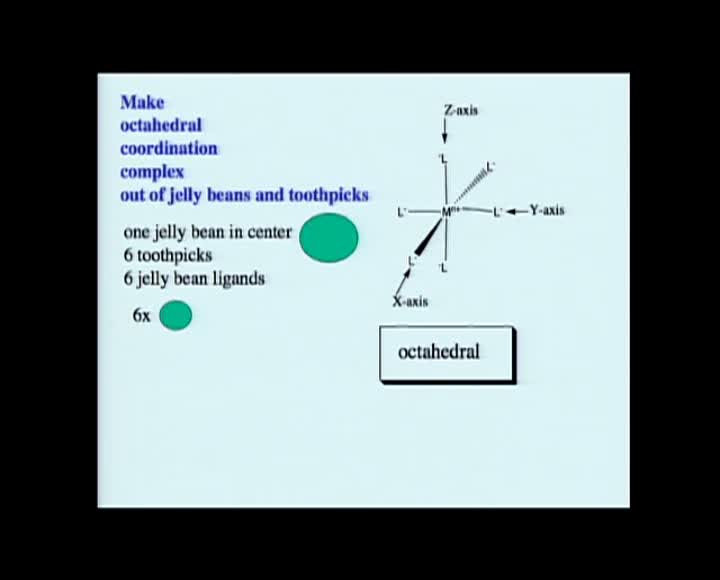 Make
octahedral
coordination
complex
out of jelly beans and toothpicks
one jelly bean in center
6 toothpicks
6 jelly bean ligands
6x
Z-axis
L
L
L
L
Y-axis
L
L
X-axis
octahedral